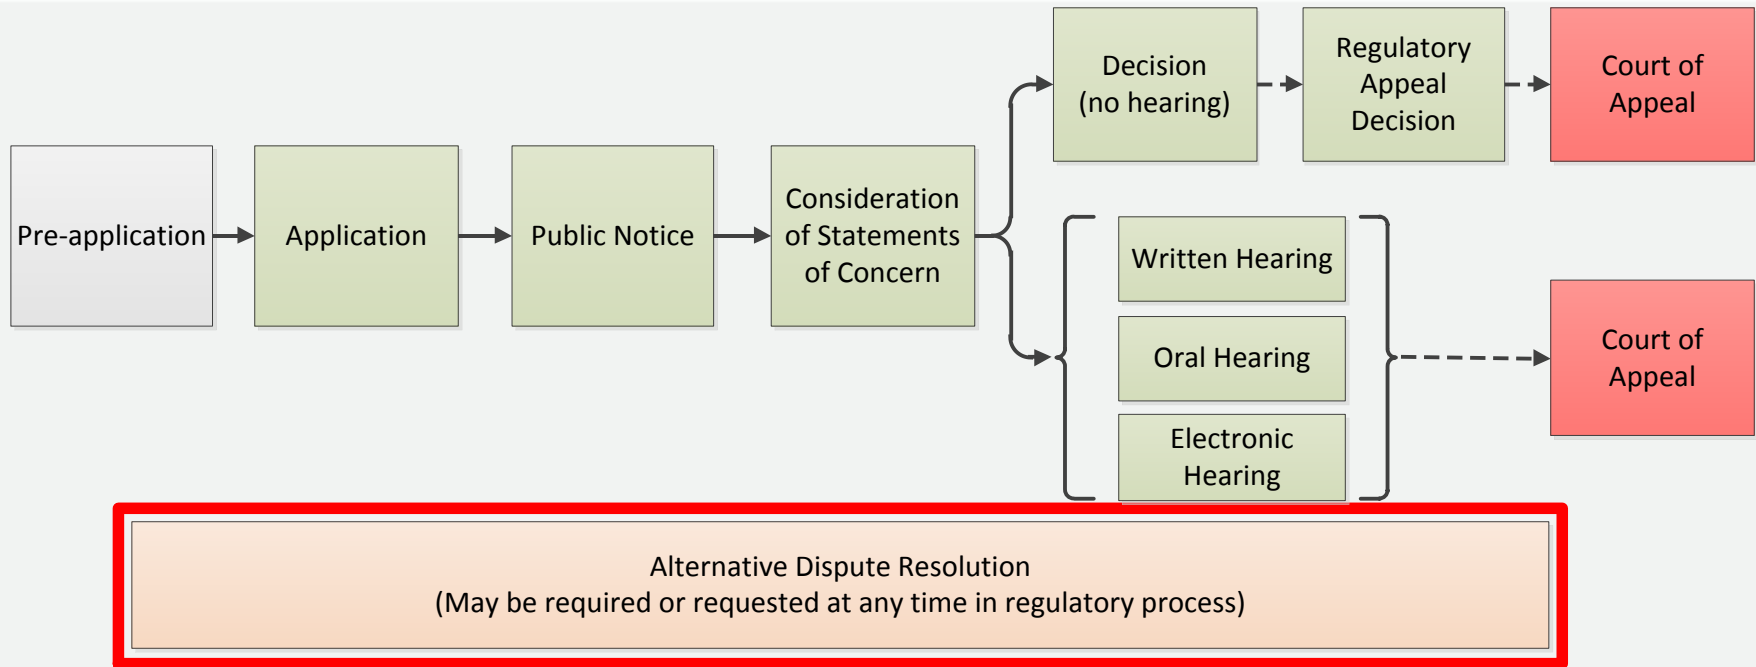 Pre-application
Application
Public Notice
Consideration
of Statements
of Concern
Decision
(no hearing)
Regulatory
Appeal
Decision
Court of
Appeal
Written Hearing
Oral Hearing
Electronic
Hearing
Court of
Appeal
Alternative Dispute Resolution
(May be required or requested at any time in regulatory process)